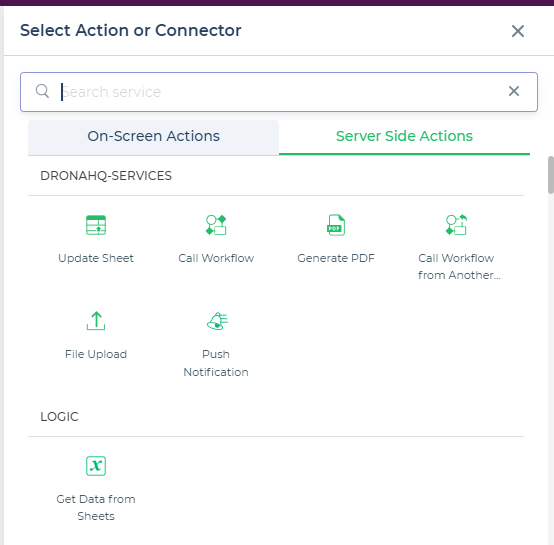 Select Action or Connector
Search service
On-Screen Actions
Server Side Actions
DRONAHQ-SERVICES
Update Sheet
Call Workflow
PDF
Generate PDF
Call Workflow
from Another...
File Upload
Push
Notification
LOGIC
x
Get Data from
Sheets